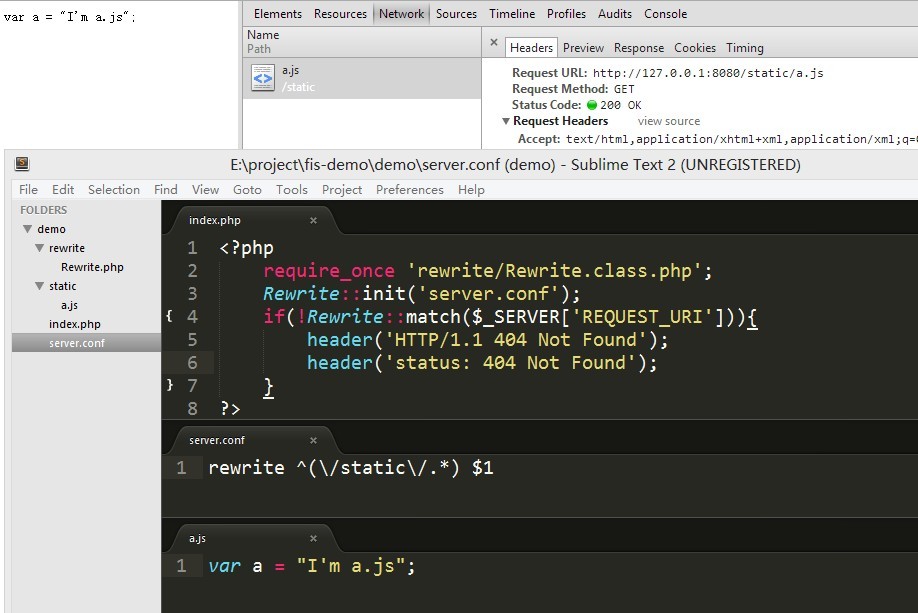 var a = "I'm a.js";
Elements Resources Network Sources Timeline Profiles Audits Console
Name
Path
a.js
/static
× Headers Preview Response Cookies Timing
Request URL: http://127.0.0.1:8080/static/a.js
Request Method: GET
Status Code: 200 OK
▼ Request Headers view source
Accept: text/html,application/xhtml+xml,application/xml;q=0
E:\project\fis-demo\demo\server.conf (demo) - Sublime Text 2 (UNREGISTERED)
File Edit Selection Find View Goto Tools Project Preferences Help
FOLDERS
demo
rewrite
Rewrite.php
static
a.js
index.php
server.conf
index.php ×
1 <?php
2 require_once 'rewrite/Rewrite.class.php';
3 Rewrite::init('server.conf');
{ 4 if(!Rewrite::match($_SERVER['REQUEST_URI'])){
5 header('HTTP/1.1 404 Not Found');
6 header('status: 404 Not Found');
} 7 }
8 ?>
server.conf ×
1 rewrite ^(\/static\/.*) $1
a.js ×
1 var a = "I'm a.js";